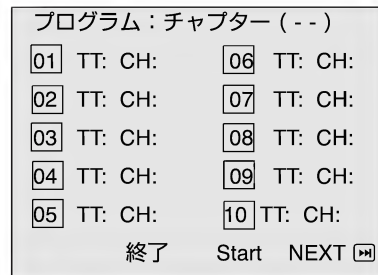 プログラム：チャプター ( - - )
01 TT: CH: 06 TT: CH:
02 TT: CH: 07 TT: CH:
03 TT: CH: 08 TT: CH:
04 TT: CH: 09 TT: CH:
05 TT: CH: 10 TT: CH:
終了 Start NEXT ⏭